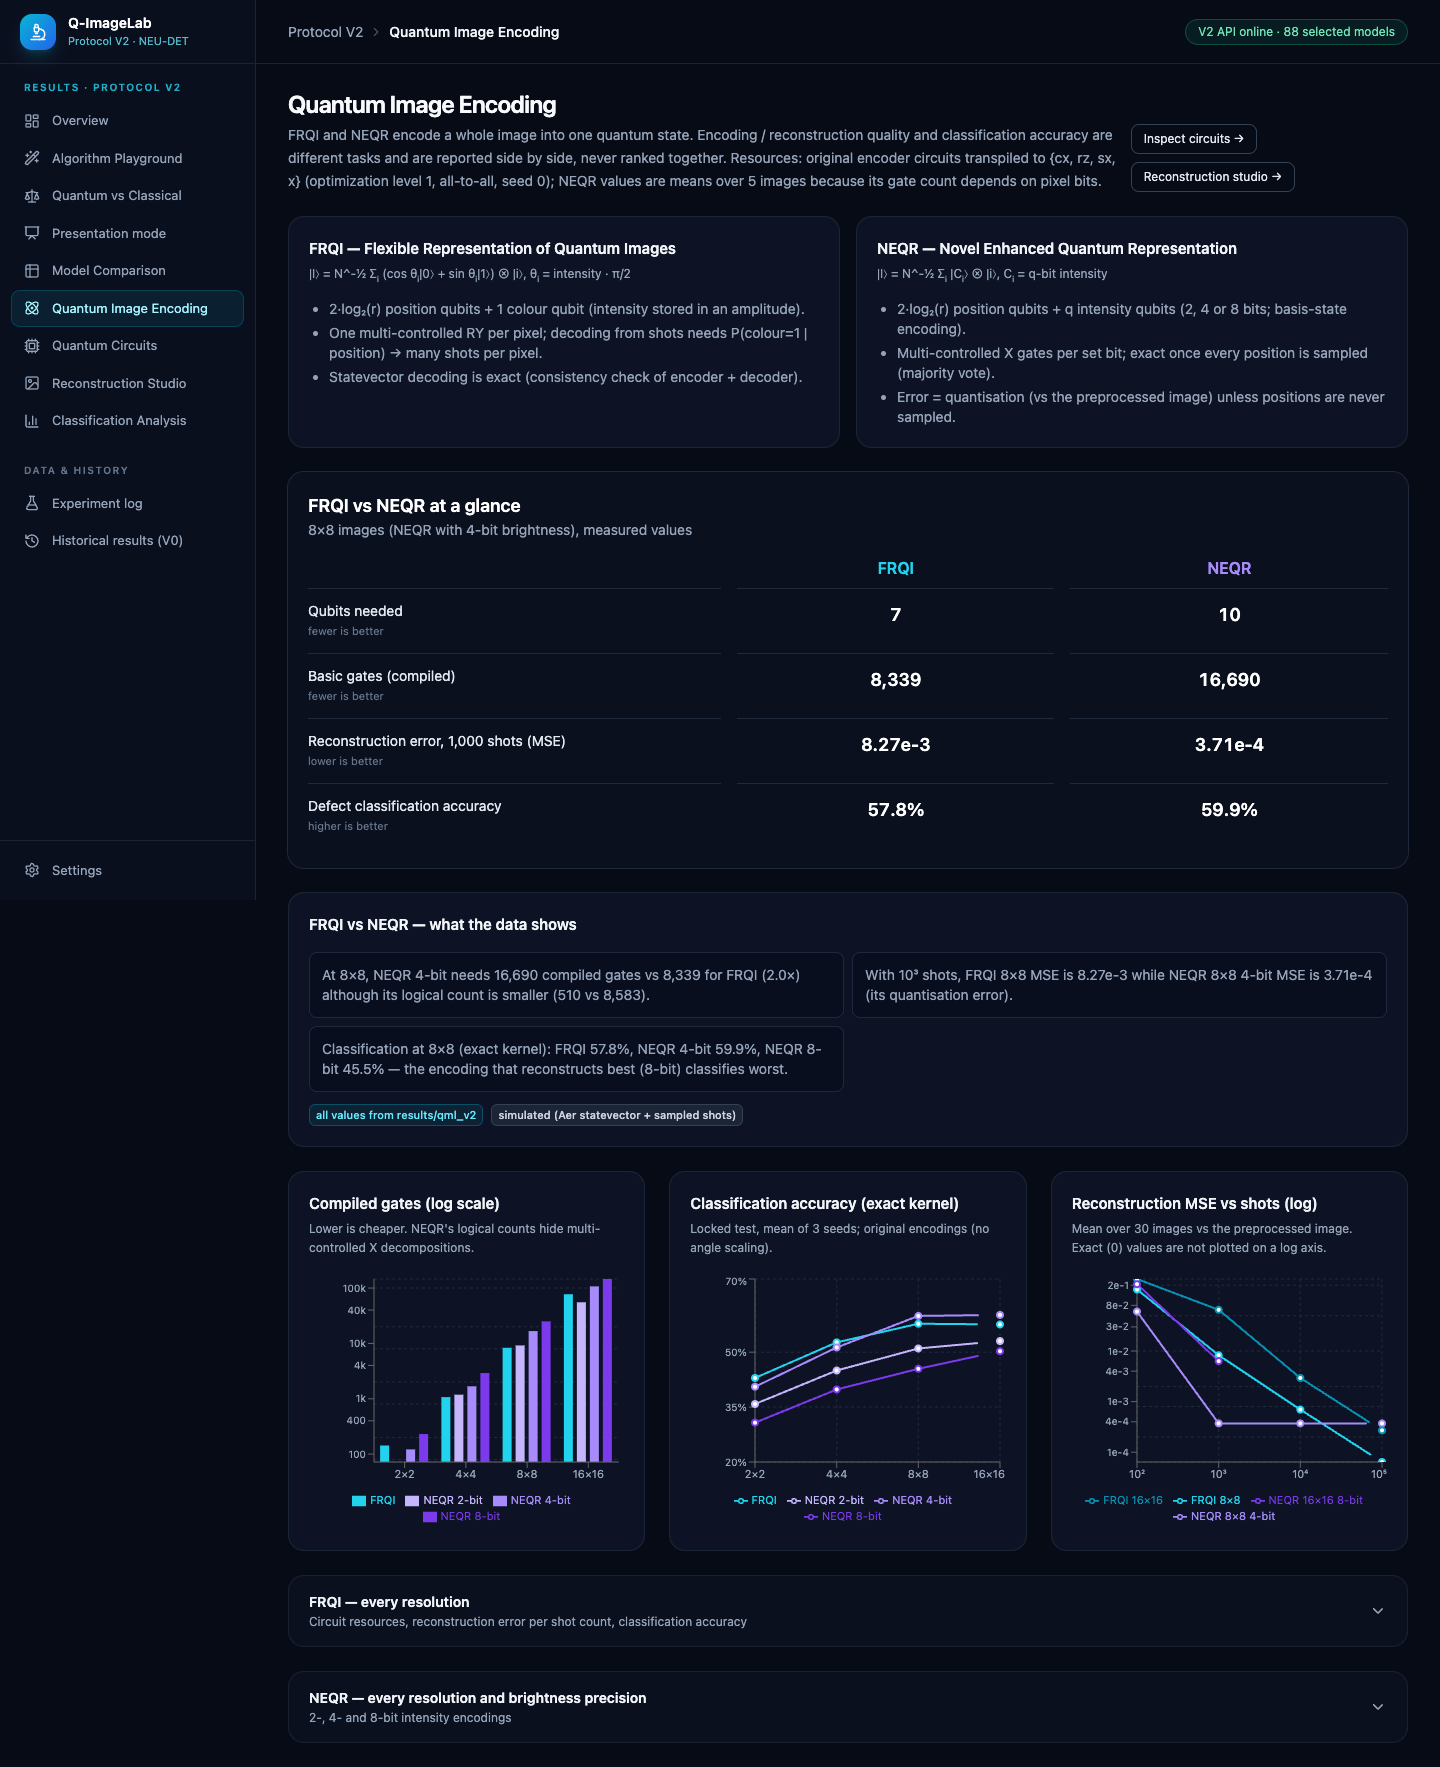 Q-ImageLab
Protocol V2 · NEU-DET
RESULTS · PROTOCOL V2
Overview
Algorithm Playground
Quantum vs Classical
Presentation mode
Model Comparison
Quantum Image Encoding
Quantum Circuits
Reconstruction Studio
Classification Analysis
DATA & HISTORY
Experiment log
Historical results (V0)
Settings
Protocol V2 > Quantum Image Encoding
V2 API online · 88 selected models
Quantum Image Encoding
FRQI and NEQR encode a whole image into one quantum state. Encoding / reconstruction quality and classification accuracy are
different tasks and are reported side by side, never ranked together. Resources: original encoder circuits transpiled to {cx, rz, sx,
x} (optimization level 1, all-to-all, seed 0); NEQR values are means over 5 images because its gate count depends on pixel bits.
Inspect circuits →
Reconstruction studio →
FRQI — Flexible Representation of Quantum Images
|I⟩ = N^-½ Σᵢ (cos θᵢ|0⟩ + sin θᵢ|1⟩) ⊗ |i⟩, θᵢ = intensity · π/2
• 2·log₂(r) position qubits + 1 colour qubit (intensity stored in an amplitude).
• One multi-controlled RY per pixel; decoding from shots needs P(colour=1 |
position) → many shots per pixel.
• Statevector decoding is exact (consistency check of encoder + decoder).
NEQR — Novel Enhanced Quantum Representation
|I⟩ = N^-½ Σᵢ |Cᵢ⟩ ⊗ |i⟩, Cᵢ = q-bit intensity
• 2·log₂(r) position qubits + q intensity qubits (2, 4 or 8 bits; basis-state
encoding).
• Multi-controlled X gates per set bit; exact once every position is sampled
(majority vote).
• Error = quantisation (vs the preprocessed image) unless positions are never
sampled.
FRQI vs NEQR at a glance
8×8 images (NEQR with 4-bit brightness), measured values
FRQI NEQR
Qubits needed
fewer is better
7 10
Basic gates (compiled)
fewer is better
8,339 16,690
Reconstruction error, 1,000 shots (MSE)
lower is better
8.27e-3 3.71e-4
Defect classification accuracy
higher is better
57.8% 59.9%
FRQI vs NEQR — what the data shows
At 8×8, NEQR 4-bit needs 16,690 compiled gates vs 8,339 for FRQI (2.0×)
although its logical count is smaller (510 vs 8,583).
With 10³ shots, FRQI 8×8 MSE is 8.27e-3 while NEQR 8×8 4-bit MSE is 3.71e-4
(its quantisation error).
Classification at 8×8 (exact kernel): FRQI 57.8%, NEQR 4-bit 59.9%, NEQR 8-
bit 45.5% — the encoding that reconstructs best (8-bit) classifies worst.
all values from results/qml_v2
simulated (Aer statevector + sampled shots)
Compiled gates (log scale)
Lower is cheaper. NEQR's logical counts hide multi-
controlled X decompositions.
100k
40k
10k
4k
1k
400
100
2×2 4×4 8×8 16×16
FRQI NEQR 2-bit NEQR 4-bit
NEQR 8-bit
Classification accuracy (exact kernel)
Locked test, mean of 3 seeds; original encodings (no
angle scaling).
70%
50%
35%
20%
2×2 4×4 8×8 16×16
FRQI NEQR 2-bit NEQR 4-bit
NEQR 8-bit
Reconstruction MSE vs shots (log)
Mean over 30 images vs the preprocessed image.
Exact (0) values are not plotted on a log axis.
2e-1
8e-2
3e-2
1e-2
4e-3
1e-3
4e-4
1e-4
10² 10³ 10⁴ 10⁵
FRQI 16×16 FRQI 8×8 NEQR 16×16 8-bit
NEQR 8×8 4-bit
FRQI — every resolution
Circuit resources, reconstruction error per shot count, classification accuracy
NEQR — every resolution and brightness precision
2-, 4- and 8-bit intensity encodings